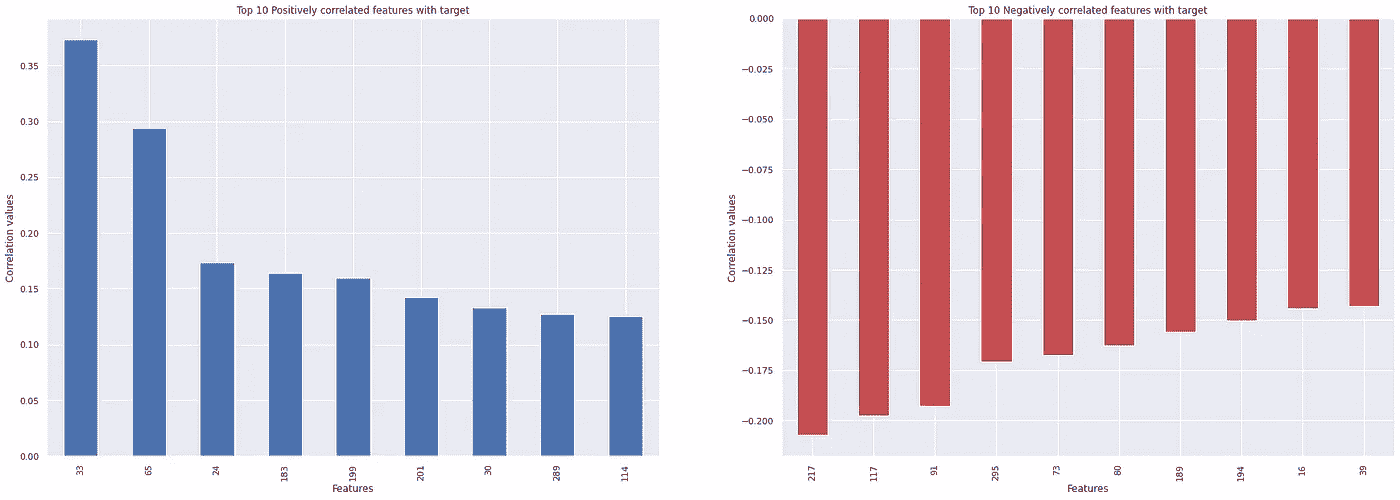 Top 10 Positively correlated features with target
0.35
0.30
0.25
0.20
0.15
0.10
0.05
0.00
Correlation values
33 65 24 183 199 201 30 289 114
Features
Top 10 Negatively correlated features with target
0.000
−0.025
−0.050
−0.075
−0.100
−0.125
−0.150
−0.175
−0.200
Correlation values
217 117 91 295 73 80 189 194 16 39
Features